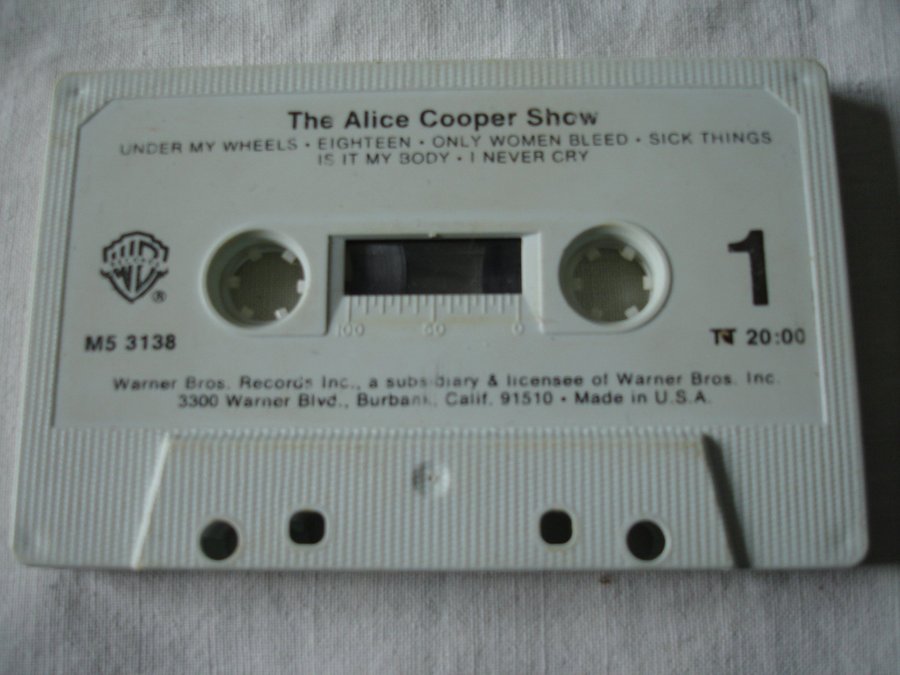 The Alice Cooper Show
UNDER MY WHEELS • EIGHTEEN • ONLY WOMEN BLEED • SICK THINGS
IS IT MY BODY • I NEVER CRY
WB
®
1
M5 3138
TT 20:00
100 50 0
Warner Bros. Records Inc., a subsidiary & licensee of Warner Bros. Inc.
3300 Warner Blvd., Burbank, Calif. 91510 • Made in U.S.A.